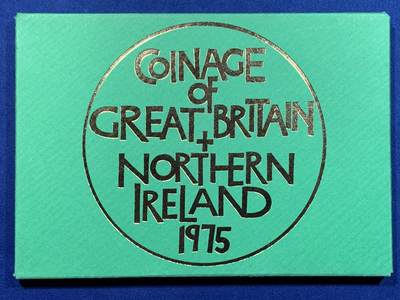 COINAGE
of
GREAT BRITAIN
+
NORTHERN
IRELAND
1975